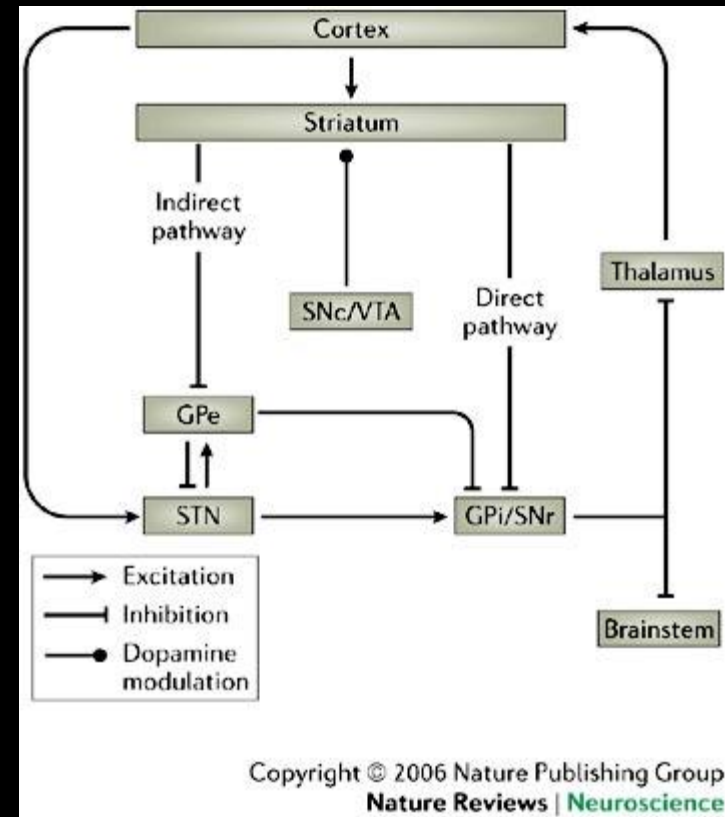 Cortex
Striatum
Indirect
pathway
SNc/VTA
Direct
pathway
Thalamus
GPe
STN
GPi/SNr
Brainstem
Excitation
Inhibition
Dopamine
modulation
Copyright © 2006 Nature Publishing Group
Nature Reviews | Neuroscience